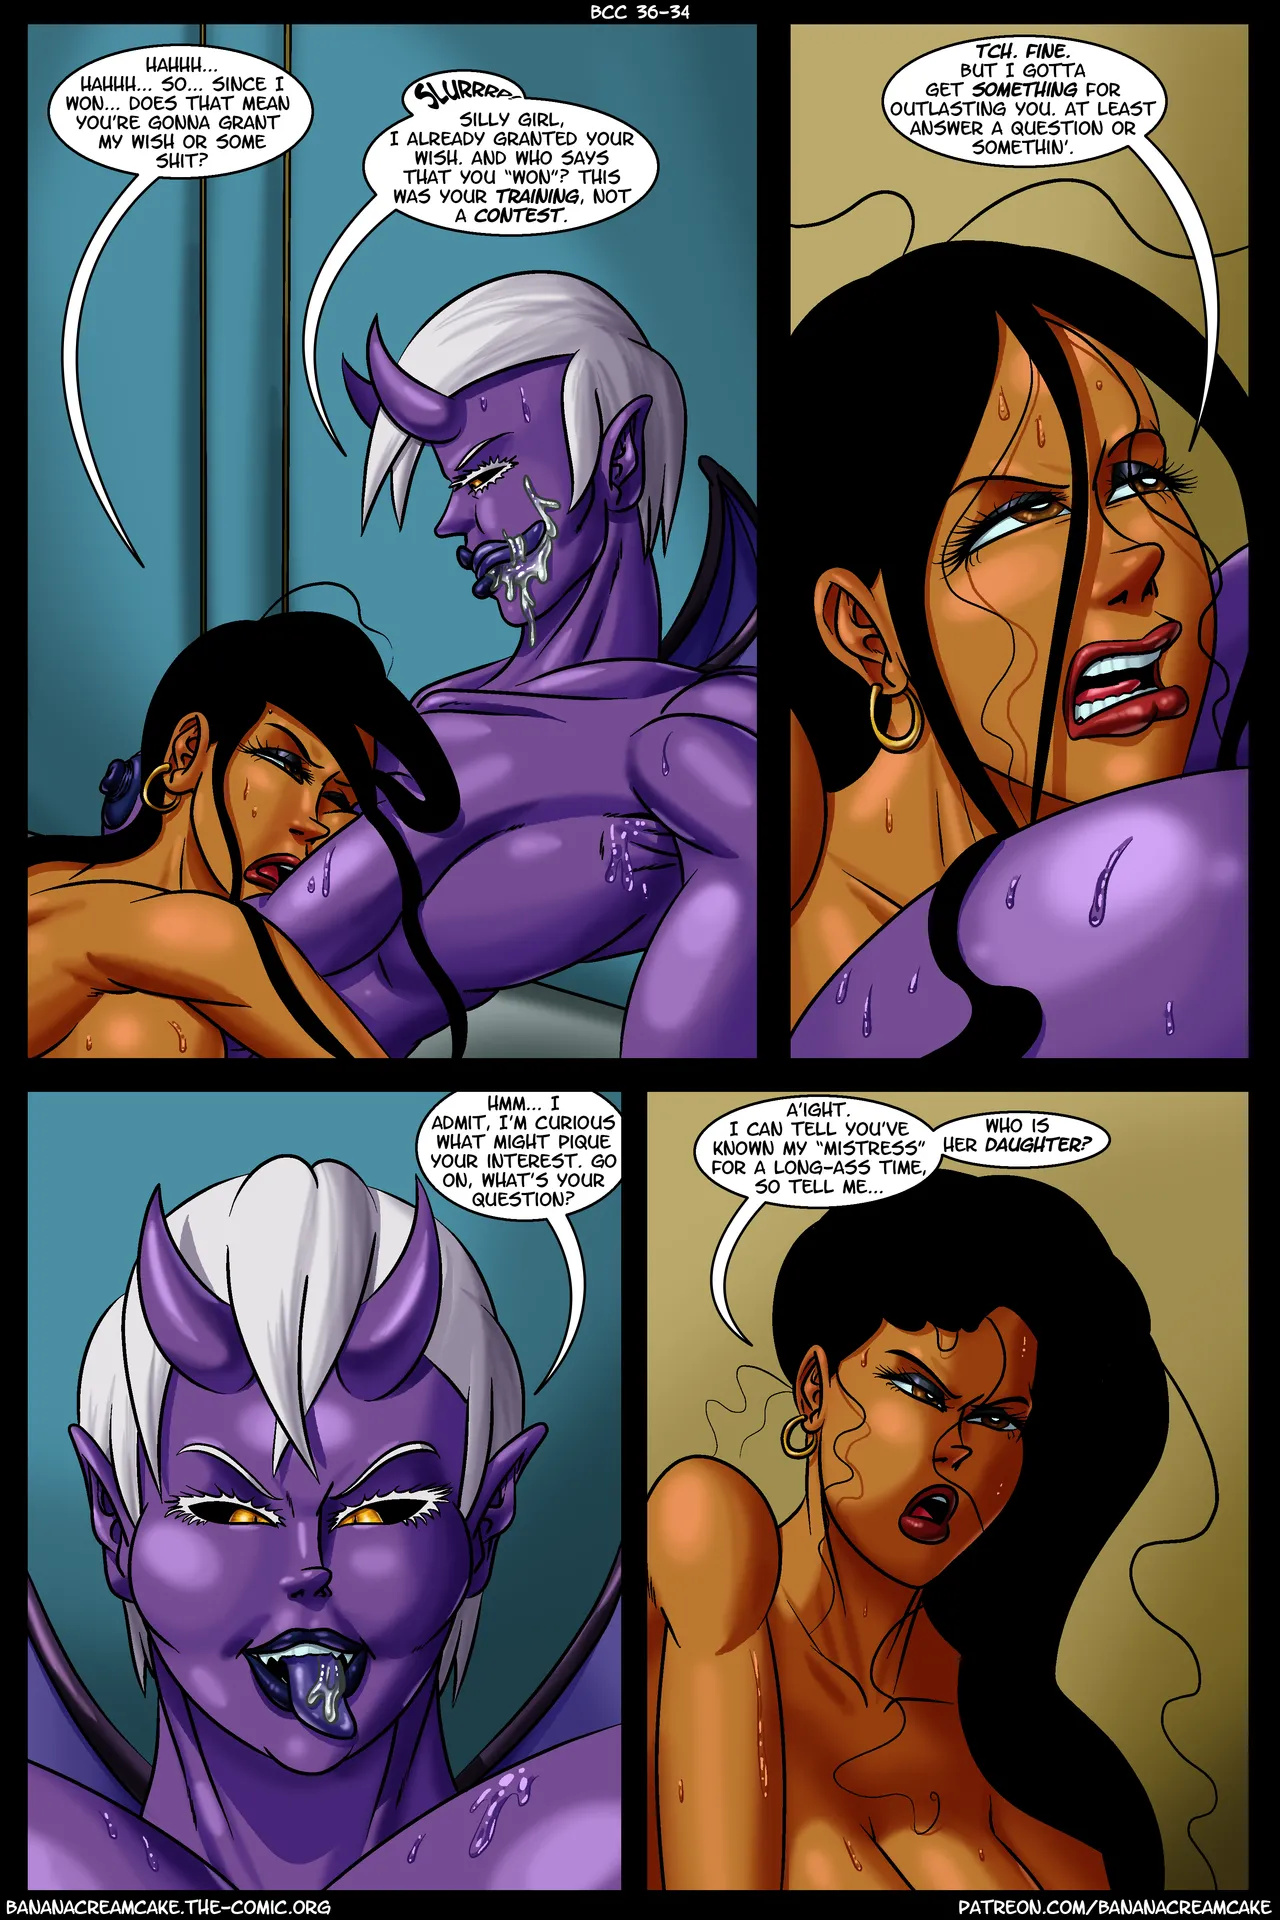 BCC 36-34
HAHHH...
HAHHH... SO... SINCE I
WON... DOES THAT MEAN
YOU'RE GONNA GRANT
MY WISH OR SOME
SHIT?
SLURRRP
SILLY GIRL,
I ALREADY GRANTED YOUR
WISH. AND WHO SAYS
THAT YOU "WON"? THIS
WAS YOUR TRAINING, NOT
A CONTEST.
TCH. FINE.
BUT I GOTTA
GET SOMETHING FOR
OUTLASTING YOU. AT LEAST
ANSWER A QUESTION OR
SOMETHIN'.
HMM... I
ADMIT, I'M CURIOUS
WHAT MIGHT PIQUE
YOUR INTEREST. GO
ON, WHAT'S YOUR
QUESTION?
A'IGHT.
I CAN TELL YOU'VE
KNOWN MY "MISTRESS"
FOR A LONG-ASS TIME,
SO TELL ME...
WHO IS
HER DAUGHTER?
BANANACREAMCAKE.THE-COMIC.ORG
PATREON.COM/BANANACREAMCAKE